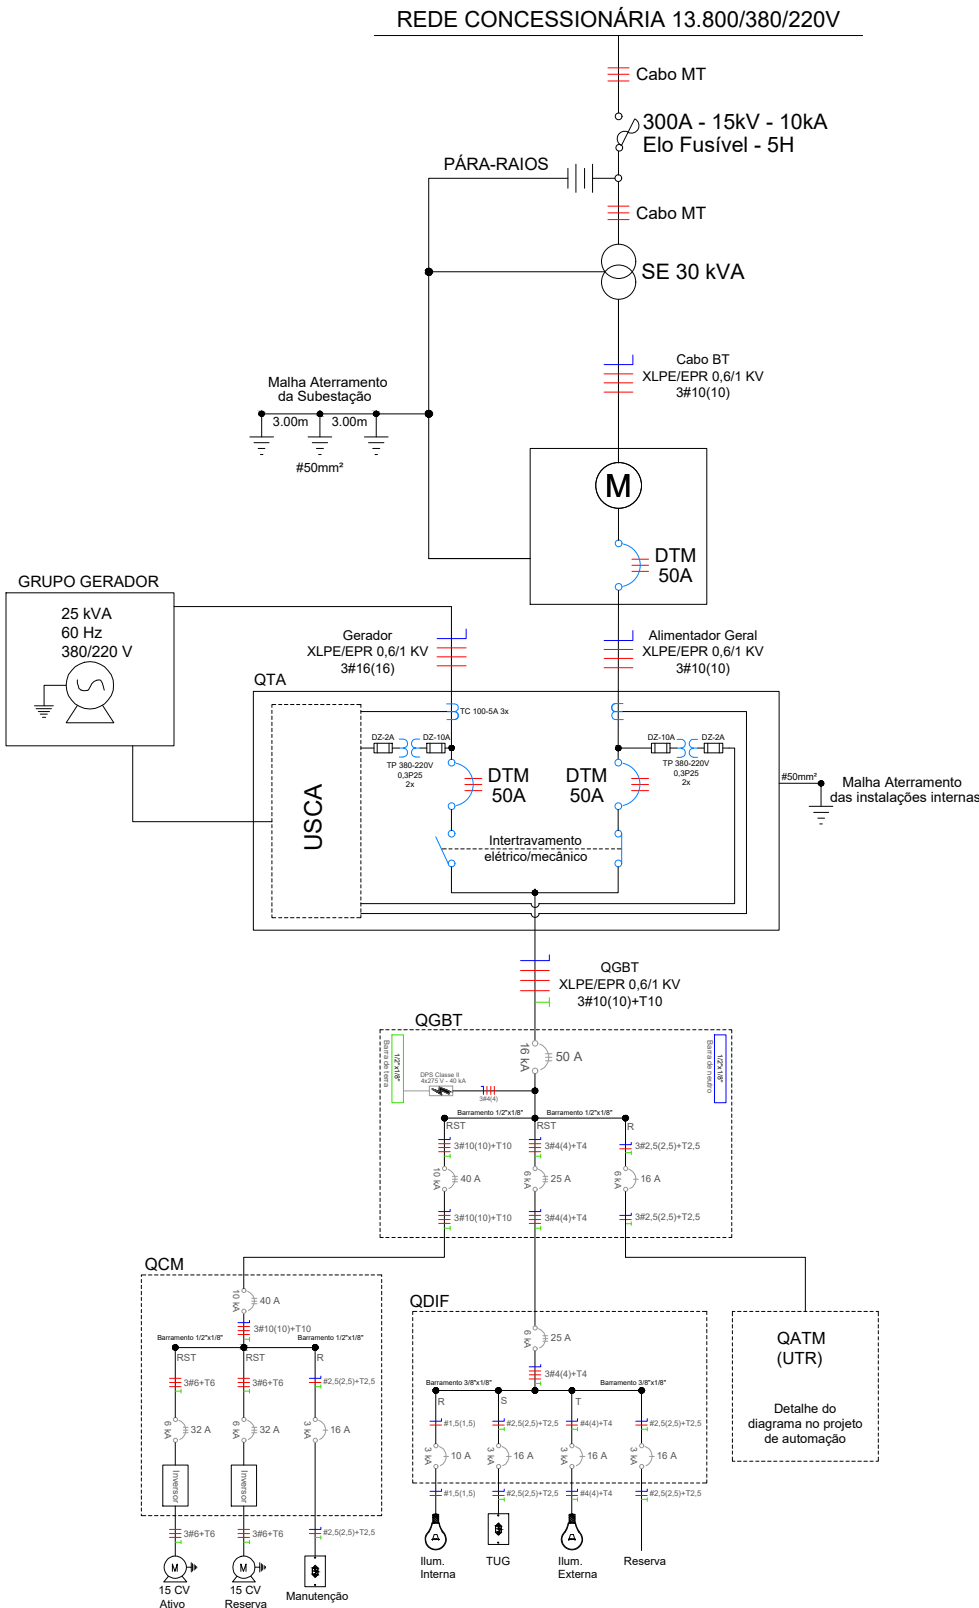 REDE CONCESSIONÁRIA 13.800/380/220V
Cabo MT
300A - 15kV - 10kA
Elo Fusível - 5H
PÁRA-RAIOS
Cabo MT
SE 30 kVA
Cabo BT
XLPE/EPR 0,6/1 KV
3#10(10)
Malha Aterramento
da Subestação
3.00m 3.00m
#50mm²
M
DTM
50A
GRUPO GERADOR
25 kVA
60 Hz
380/220 V
Gerador
XLPE/EPR 0,6/1 KV
3#16(16)
Alimentador Geral
XLPE/EPR 0,6/1 KV
3#10(10)
QTA
TC 100-5A 3x
DZ-2A DZ-10A
TP 380-220V
0,3P25
2x
DZ-10A DZ-2A
TP 380-220V
0,3P25
2x
USCA
DTM
50A
DTM
50A
Intertravamento
elétrico/mecânico
#50mm²
Malha Aterramento
das instalações internas
QGBT
XLPE/EPR 0,6/1 KV
3#10(10)+T10
QGBT
Barra de terra
1/2"x1/8"
16 kA
50 A
1/2"x1/8"
Barra de neutro
DPS Classe II
4x275 V - 40 kA
3#4(4)
Barramento 1/2"x1/8" Barramento 1/2"x1/8"
RST RST R
3#10(10)+T10 3#4(4)+T4 3#2,5(2,5)+T2,5
10 kA 40 A 6 kA 25 A 6 kA 16 A
3#10(10)+T10 3#4(4)+T4 3#2,5(2,5)+T2,5
QCM
10 kA 40 A
3#10(10)+T10
Barramento 1/2"x1/8" Barramento 1/2"x1/8"
RST RST R
3#6+T6 3#6+T6 #2,5(2,5)+T2,5
6 kA 32 A 6 kA 32 A 3 kA 16 A
Inversor Inversor
3#6+T6 3#6+T6 #2,5(2,5)+T2,5
M M
15 CV
Ativo
15 CV
Reserva
Manutenção
QDIF
6 kA 25 A
3#4(4)+T4
Barramento 3/8"x1/8" Barramento 3/8"x1/8"
R S T
#1,5(1,5) #2,5(2,5)+T2,5 #4(4)+T4 #2,5(2,5)+T2,5
3 kA 10 A 3 kA 16 A 3 kA 16 A 3 kA 16 A
#1,5(1,5) #2,5(2,5)+T2,5 #4(4)+T4 #2,5(2,5)+T2,5
Ilum.
Interna
TUG
Ilum.
Externa
Reserva
QATM
(UTR)
Detalhe do
diagrama no projeto
de automação